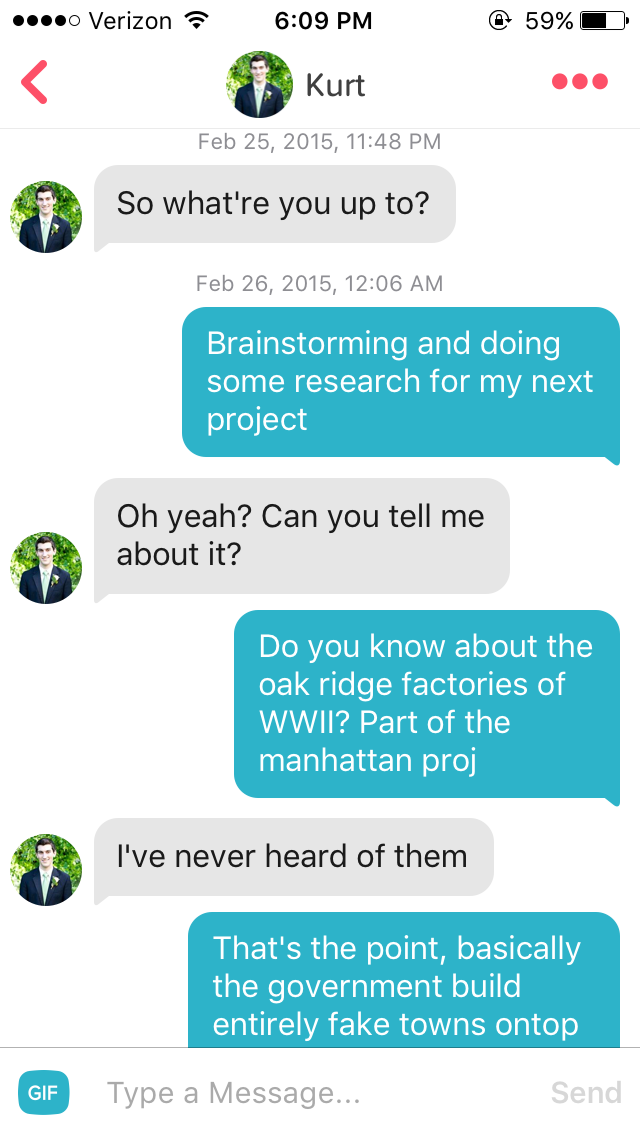 Verizon 6:09 PM 59%
Kurt
Feb 25, 2015, 11:48 PM
So what're you up to?
Feb 26, 2015, 12:06 AM
Brainstorming and doing
some research for my next
project
Oh yeah? Can you tell me
about it?
Do you know about the
oak ridge factories of
WWII? Part of the
manhattan proj
I've never heard of them
That's the point, basically
the government build
entirely fake towns ontop
GIF Type a Message... Send